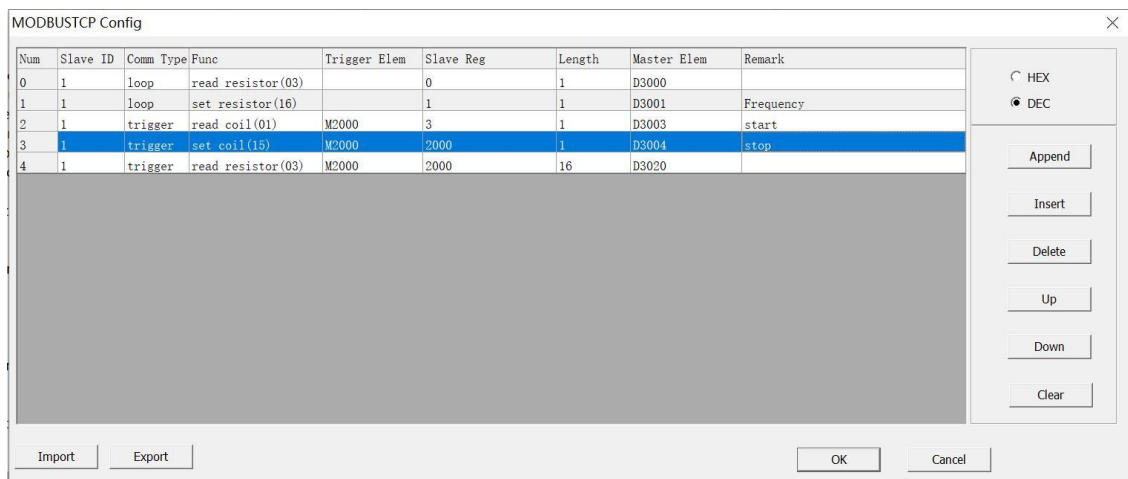 MODBUSTCP Config
Num Slave ID Comm Type Func Trigger Elem Slave Reg Length Master Elem Remark
0 1 loop read resistor(03) 0 1 D3000
1 1 loop set resistor(16) 1 1 D3001 Frequency
2 1 trigger read coil(01) M2000 3 1 D3003 start
3 1 trigger set coil(15) M2000 2000 1 D3004 stop
4 1 trigger read resistor(03) M2000 2000 16 D3020
HEX
DEC
Append
Insert
Delete
Up
Down
Clear
Import Export OK Cancel